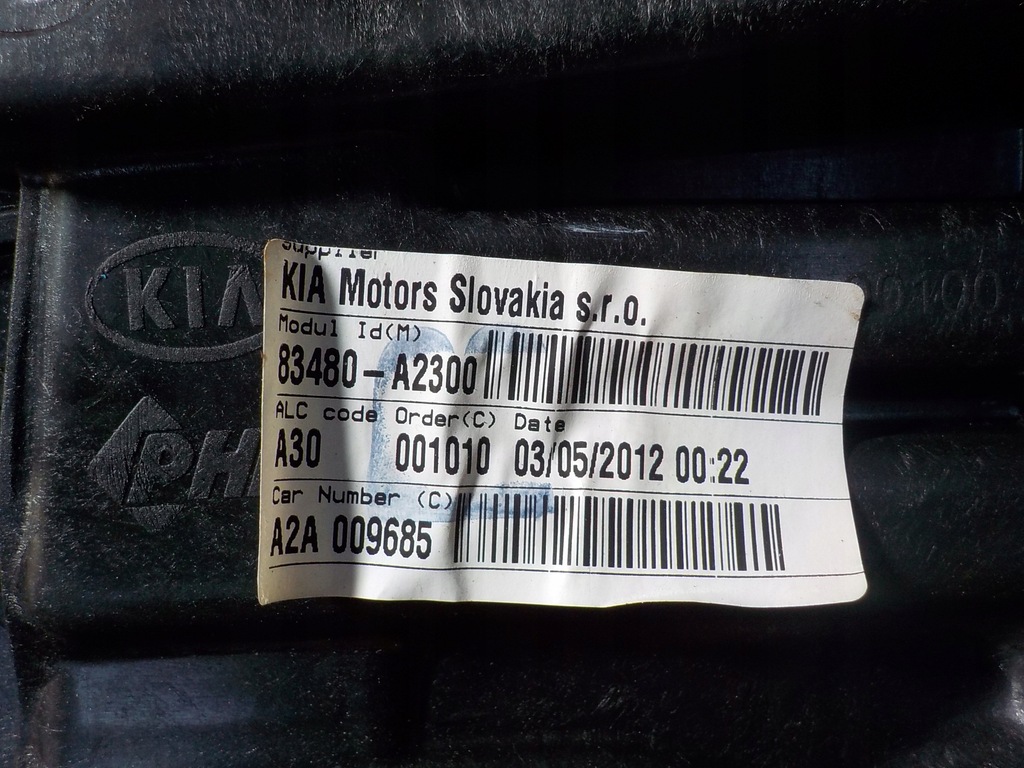 Supplier
KIA Motors Slovakia s.r.o.
Modul Id(M)
83480-A2300
ALC code Order(C) Date
A30 001010 03/05/2012 00:22
Car Number (C)
A2A 009685
KIA